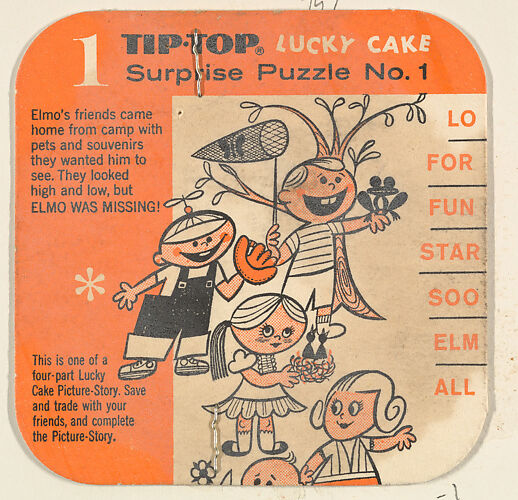 1 TIP-TOP® LUCKY CAKE
Surprise Puzzle No. 1
Elmo's friends came
home from camp with
pets and souvenirs
they wanted him to
see. They looked
high and low, but
ELMO WAS MISSING!
*
This is one of a
four-part Lucky
Cake Picture-Story. Save
and trade with your
friends, and complete
the Picture-Story.
LO
FOR
FUN
STAR
SOO
ELM
ALL